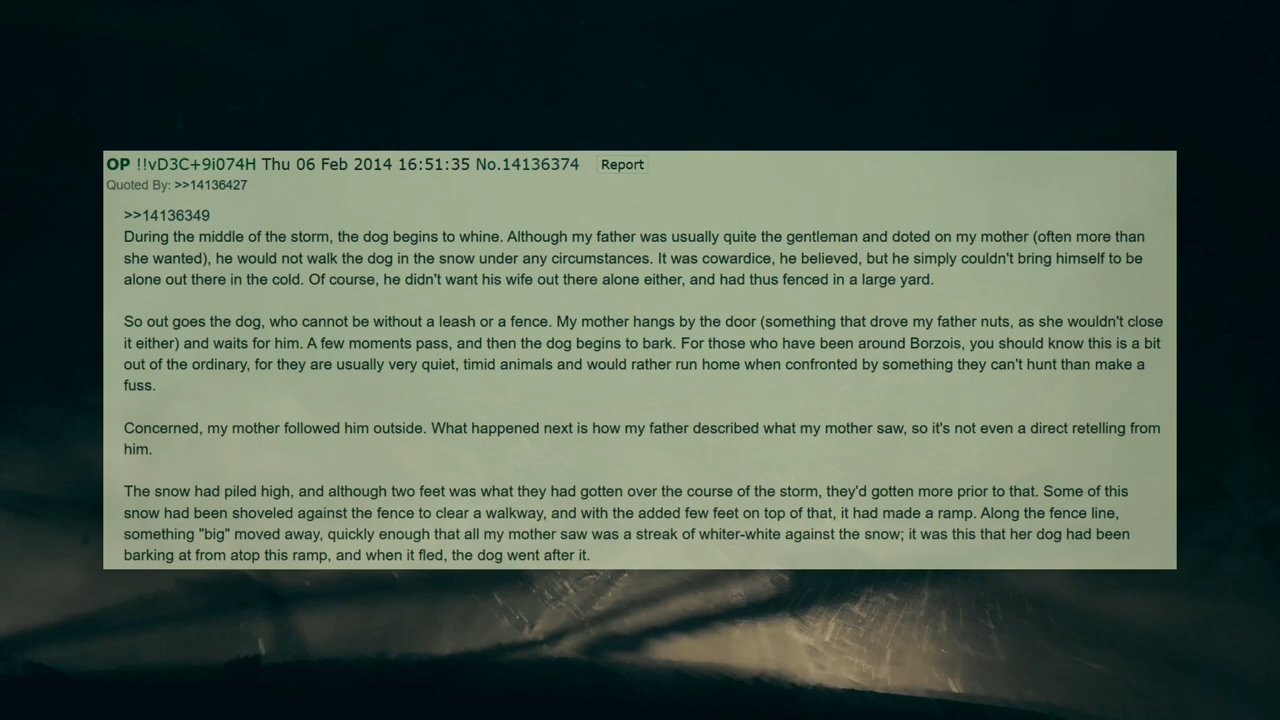 OP !!vD3C+9i074H Thu 06 Feb 2014 16:51:35 No.14136374 Report
Quoted By: >>14136427
>>14136349
During the middle of the storm, the dog begins to whine. Although my father was usually quite the gentleman and doted on my mother (often more than
she wanted), he would not walk the dog in the snow under any circumstances. It was cowardice, he believed, but he simply couldn't bring himself to be
alone out there in the cold. Of course, he didn't want his wife out there alone either, and had thus fenced in a large yard.
So out goes the dog, who cannot be without a leash or a fence. My mother hangs by the door (something that drove my father nuts, as she wouldn't close
it either) and waits for him. A few moments pass, and then the dog begins to bark. For those who have been around Borzois, you should know this is a bit
out of the ordinary, for they are usually very quiet, timid animals and would rather run home when confronted by something they can't hunt than make a
fuss.
Concerned, my mother followed him outside. What happened next is how my father described what my mother saw, so it's not even a direct retelling from
him.
The snow had piled high, and although two feet was what they had gotten over the course of the storm, they'd gotten more prior to that. Some of this
snow had been shoveled against the fence to clear a walkway, and with the added few feet on top of that, it had made a ramp. Along the fence line,
something "big" moved away, quickly enough that all my mother saw was a streak of whiter-white against the snow; it was this that her dog had been
barking at from atop this ramp, and when it fled, the dog went after it.